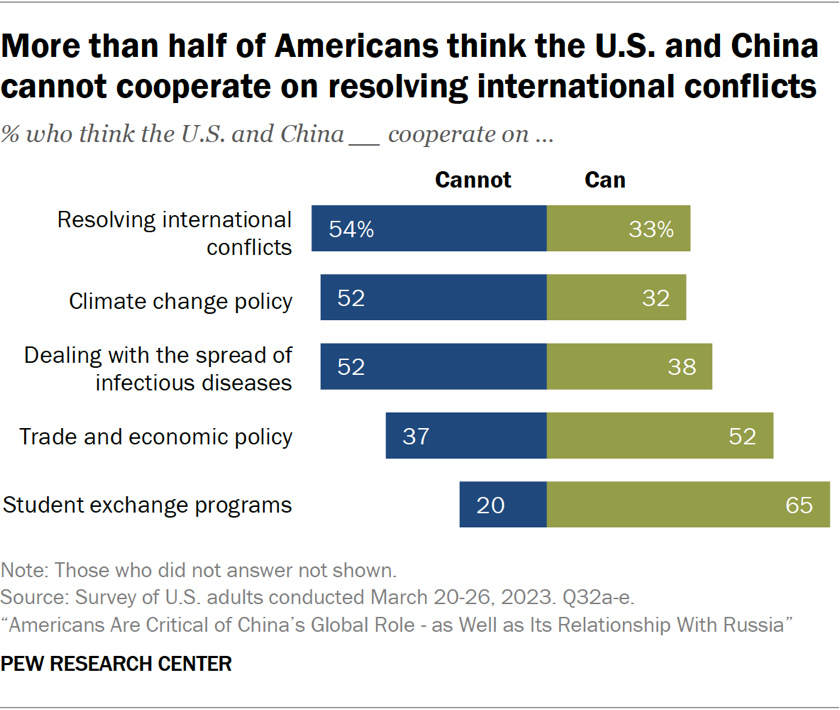 More than half of Americans think the U.S. and China
cannot cooperate on resolving international conflicts
% who think the U.S. and China __ cooperate on ...
Cannot Can
Resolving international
conflicts
54% 33%
Climate change policy 52 32
Dealing with the spread of
infectious diseases
52 38
Trade and economic policy 37 52
Student exchange programs 20 65
Note: Those who did not answer not shown.
Source: Survey of U.S. adults conducted March 20-26, 2023. Q32a-e.
“Americans Are Critical of China’s Global Role - as Well as Its Relationship With Russia”
PEW RESEARCH CENTER